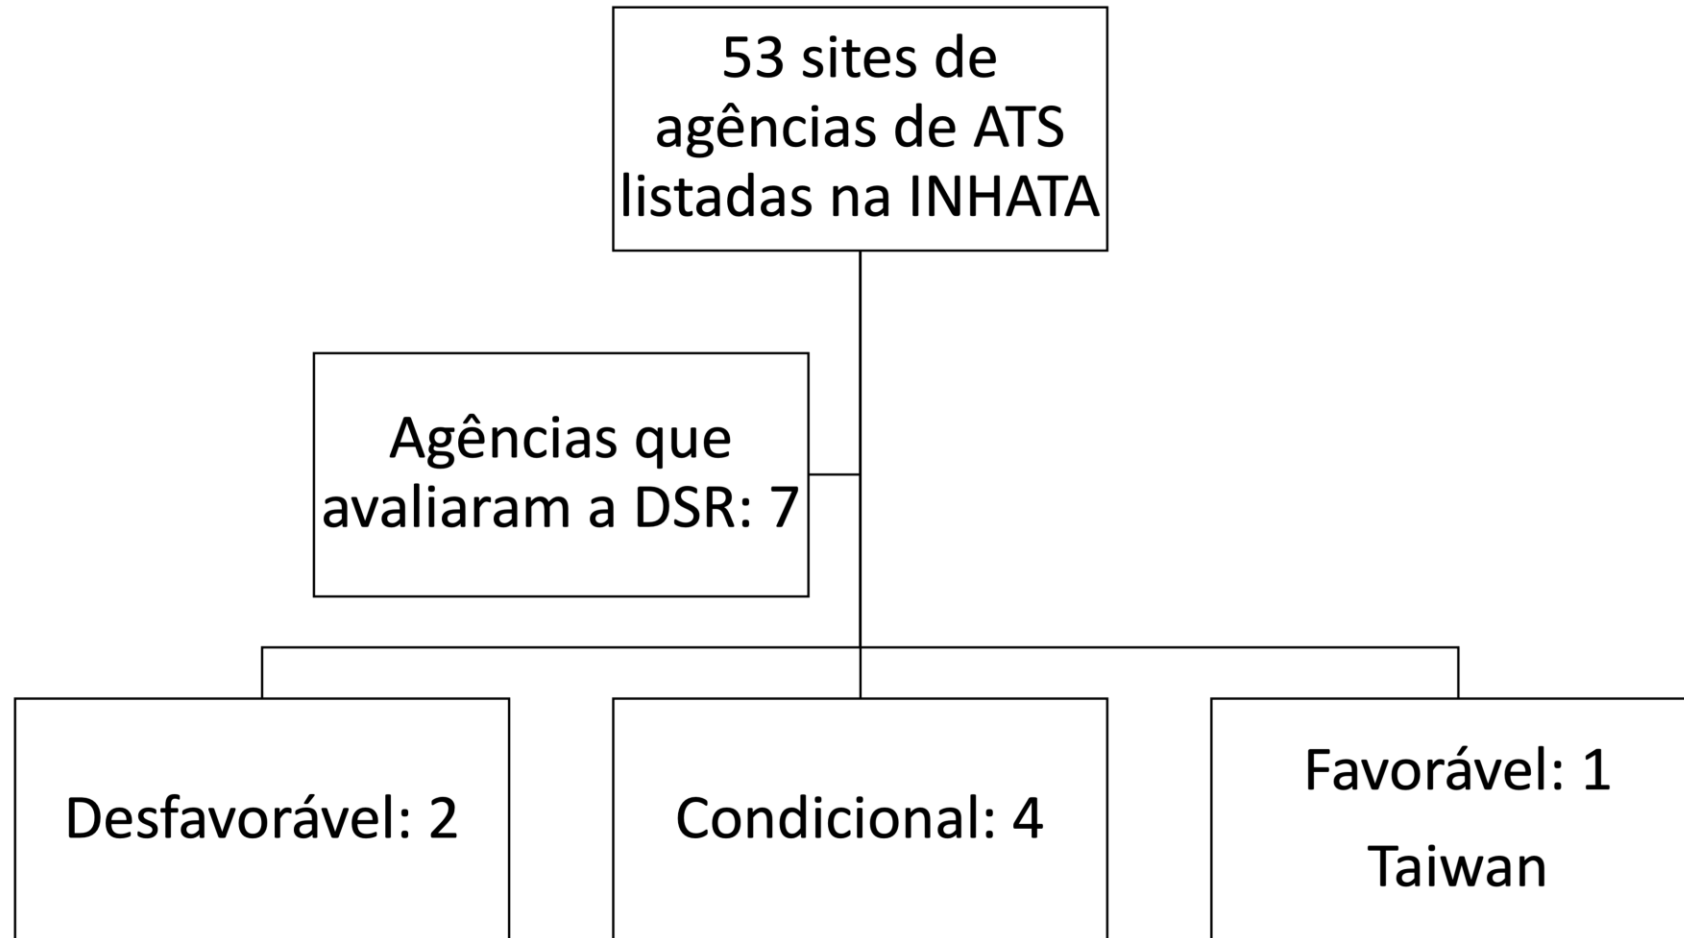 53 sites de
agências de ATS
listadas na INHATA
Agências que
avaliaram a DSR: 7
Desfavorável: 2
Condicional: 4
Favorável: 1
Taiwan